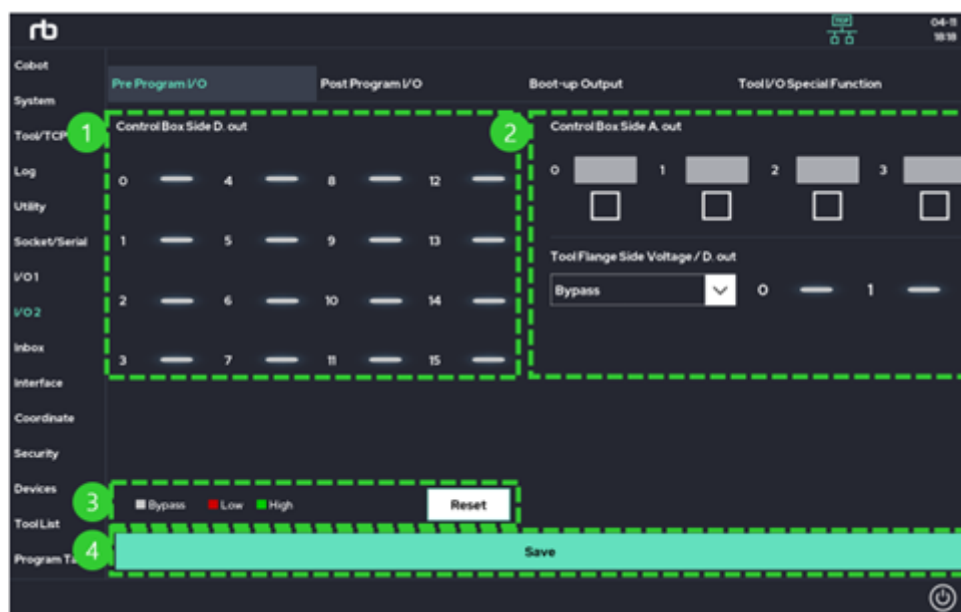 rb
TCP
04-11
18:18
Cobot
System
Tool/TCP
Log
Utility
Socket/Serial
I/O 1
I/O 2
Inbox
Interface
Coordinate
Security
Devices
Tool List
Program Ta
Pre Program I/O
Post Program I/O
Boot-up Output
Tool I/O Special Function
1
Control Box Side D. out
0 4 8 12
1 5 9 13
2 6 10 14
3 7 11 15
2
Control Box Side A. out
0 1 2 3
Tool Flange Side Voltage / D. out
Bypass 0 1
3
Bypass Low High
Reset
4
Save